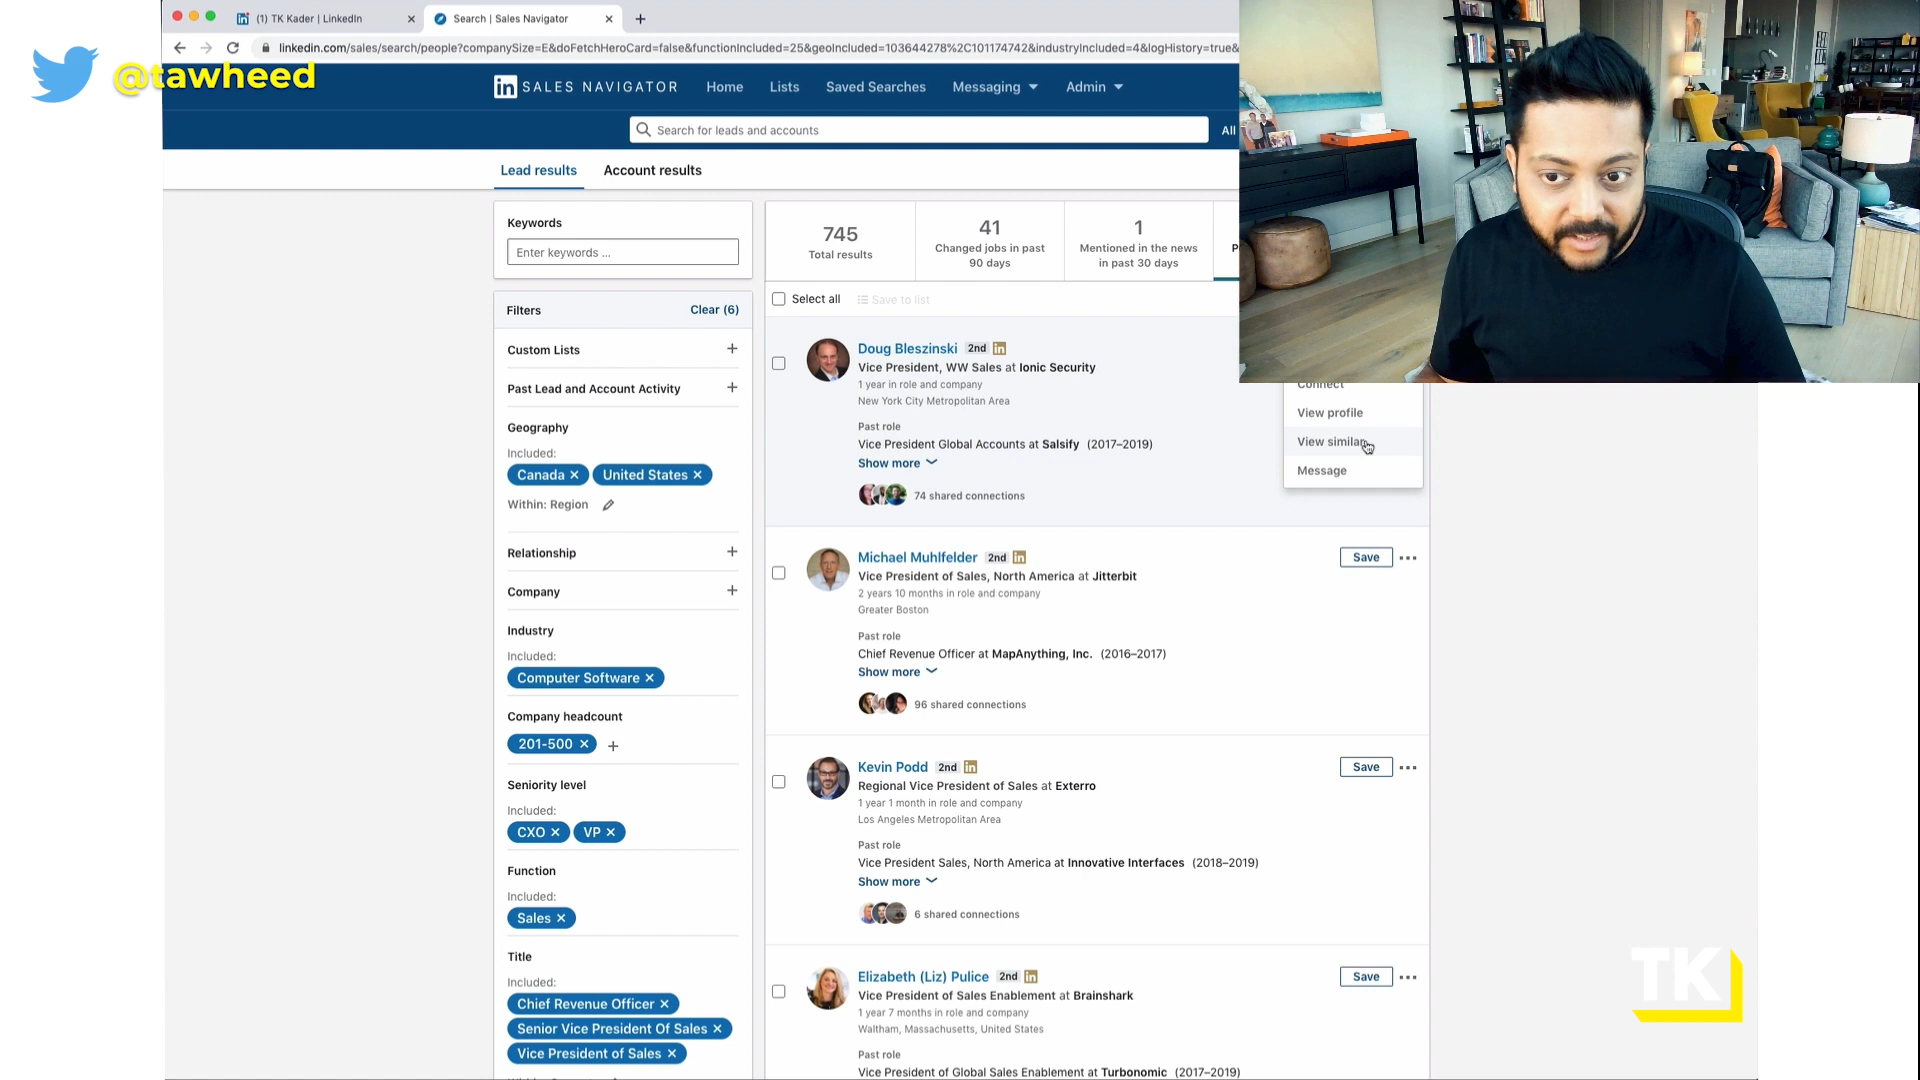 (1) TK Kader | LinkedIn
Search | Sales Navigator
linkedin.com/sales/search/people?companySize=E&doFetchHeroCard=false&functionIncluded=25&geoIncluded=103644278%2C101174742&industryIncluded=4&logHistory=true&
@tawheed
in SALES NAVIGATOR
Home
Lists
Saved Searches
Messaging
Admin
Search for leads and accounts
All
Lead results
Account results
Keywords
Enter keywords ...
Filters
Clear (6)
Custom Lists
Past Lead and Account Activity
Geography
Included:
Canada ×
United States ×
Within: Region
Relationship
Company
Industry
Included:
Computer Software ×
Company headcount
201-500 ×
Seniority level
Included:
CXO ×
VP ×
Function
Included:
Sales ×
Title
Included:
Chief Revenue Officer ×
Senior Vice President Of Sales ×
Vice President of Sales ×
745
Total results
41
Changed jobs in past
90 days
1
Mentioned in the news
in past 30 days
Select all
Save to list
Doug Bleszinski 2nd in
Vice President, WW Sales at Ionic Security
1 year in role and company
New York City Metropolitan Area
Past role
Vice President Global Accounts at Salsify (2017–2019)
Show more
74 shared connections
Connect
View profile
View similar
Message
Michael Muhlfelder 2nd in
Save
Vice President of Sales, North America at Jitterbit
2 years 10 months in role and company
Greater Boston
Past role
Chief Revenue Officer at MapAnything, Inc. (2016–2017)
Show more
96 shared connections
Kevin Podd 2nd in
Save
Regional Vice President of Sales at Exterro
1 year 1 month in role and company
Los Angeles Metropolitan Area
Past role
Vice President Sales, North America at Innovative Interfaces (2018–2019)
Show more
6 shared connections
Elizabeth (Liz) Pulice 2nd in
Save
Vice President of Sales Enablement at Brainshark
1 year 7 months in role and company
Waltham, Massachusetts, United States
Past role
Vice President of Global Sales Enablement at Turbonomic (2017–2019)
TK